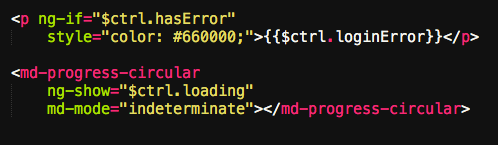 <p ng-if="$ctrl.hasError"
style="color: #660000;">{{$ctrl.loginError}}</p>
<md-progress-circular
ng-show="$ctrl.loading"
md-mode="indeterminate"></md-progress-circular>